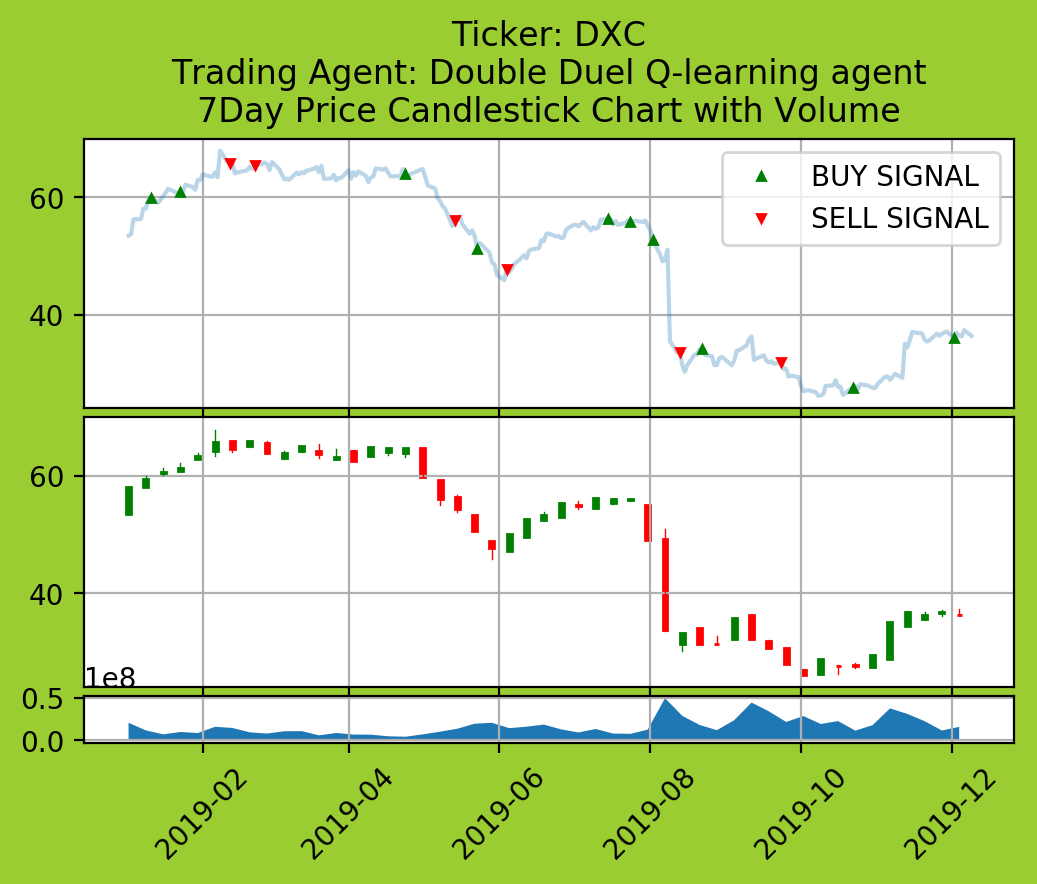 Ticker: DXC
Trading Agent: Double Duel Q-learning agent
7Day Price Candlestick Chart with Volume
BUY SIGNAL
SELL SIGNAL
60
40
60
40
1e8
0.5
0.0
2019-02
2019-04
2019-06
2019-08
2019-10
2019-12